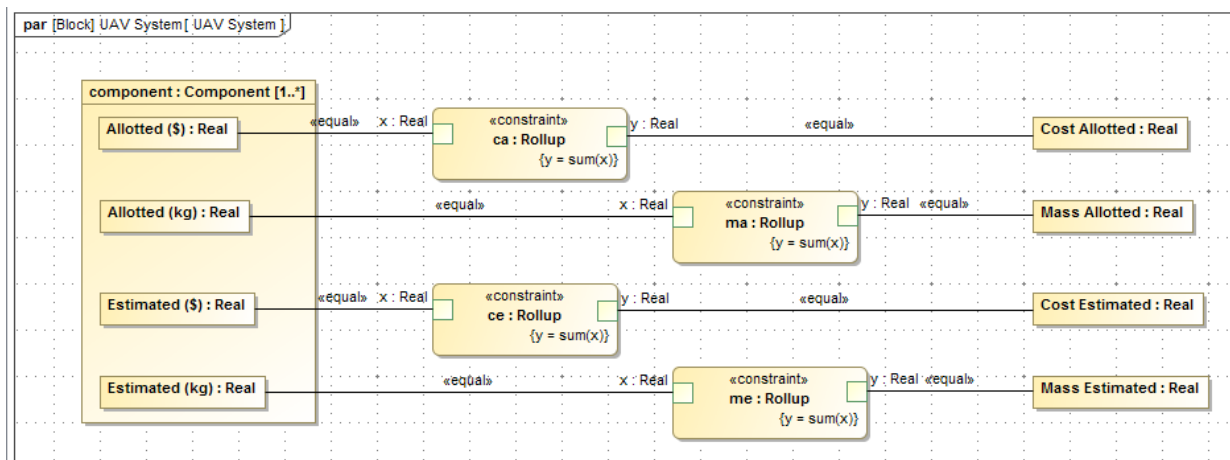 par [Block] UAV System[ UAV System ]
component : Component [1..*]
Allotted ($) : Real
«equal»
x : Real
«constraint»
ca : Rollup
{y = sum(x)}
y : Real
«equal»
Cost Allotted : Real
Allotted (kg) : Real
«equal»
x : Real
«constraint»
ma : Rollup
{y = sum(x)}
y : Real
«equal»
Mass Allotted : Real
Estimated ($) : Real
«equal»
x : Real
«constraint»
ce : Rollup
{y = sum(x)}
y : Real
«equal»
Cost Estimated : Real
Estimated (kg) : Real
«equal»
x : Real
«constraint»
me : Rollup
{y = sum(x)}
y : Real
«equal»
Mass Estimated : Real